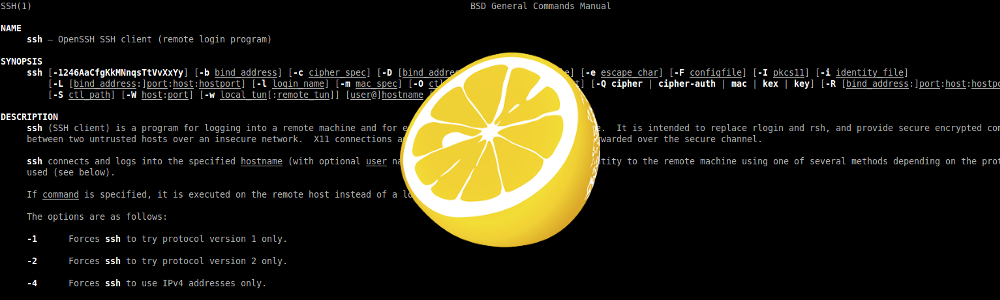 SSH(1) BSD General Commands Manual
NAME
ssh — OpenSSH SSH client (remote login program)
SYNOPSIS
ssh [-1246AaCfgKkMNnqsTtVvXxYy] [-b bind_address] [-c cipher_spec] [-D [bind_addre [-e escape_char] [-F configfile] [-I pkcs11] [-i identity_file]
[-L [bind_address:]port:host:hostport] [-l login_name] [-m mac_spec] [-O ct [-Q cipher | cipher-auth | mac | kex | key] [-R [bind_address:]port:host:hostpo
[-S ctl_path] [-W host:port] [-w local_tun[:remote_tun]] [user@]hostname
DESCRIPTION
ssh (SSH client) is a program for logging into a remote machine and for e e. It is intended to replace rlogin and rsh, and provide secure encrypted co
between two untrusted hosts over an insecure network. X11 connections a warded over the secure channel.
ssh connects and logs into the specified hostname (with optional user na tity to the remote machine using one of several methods depending on the prot
used (see below).
If command is specified, it is executed on the remote host instead of a lo
The options are as follows:
-1 Forces ssh to try protocol version 1 only.
-2 Forces ssh to try protocol version 2 only.
-4 Forces ssh to use IPv4 addresses only.